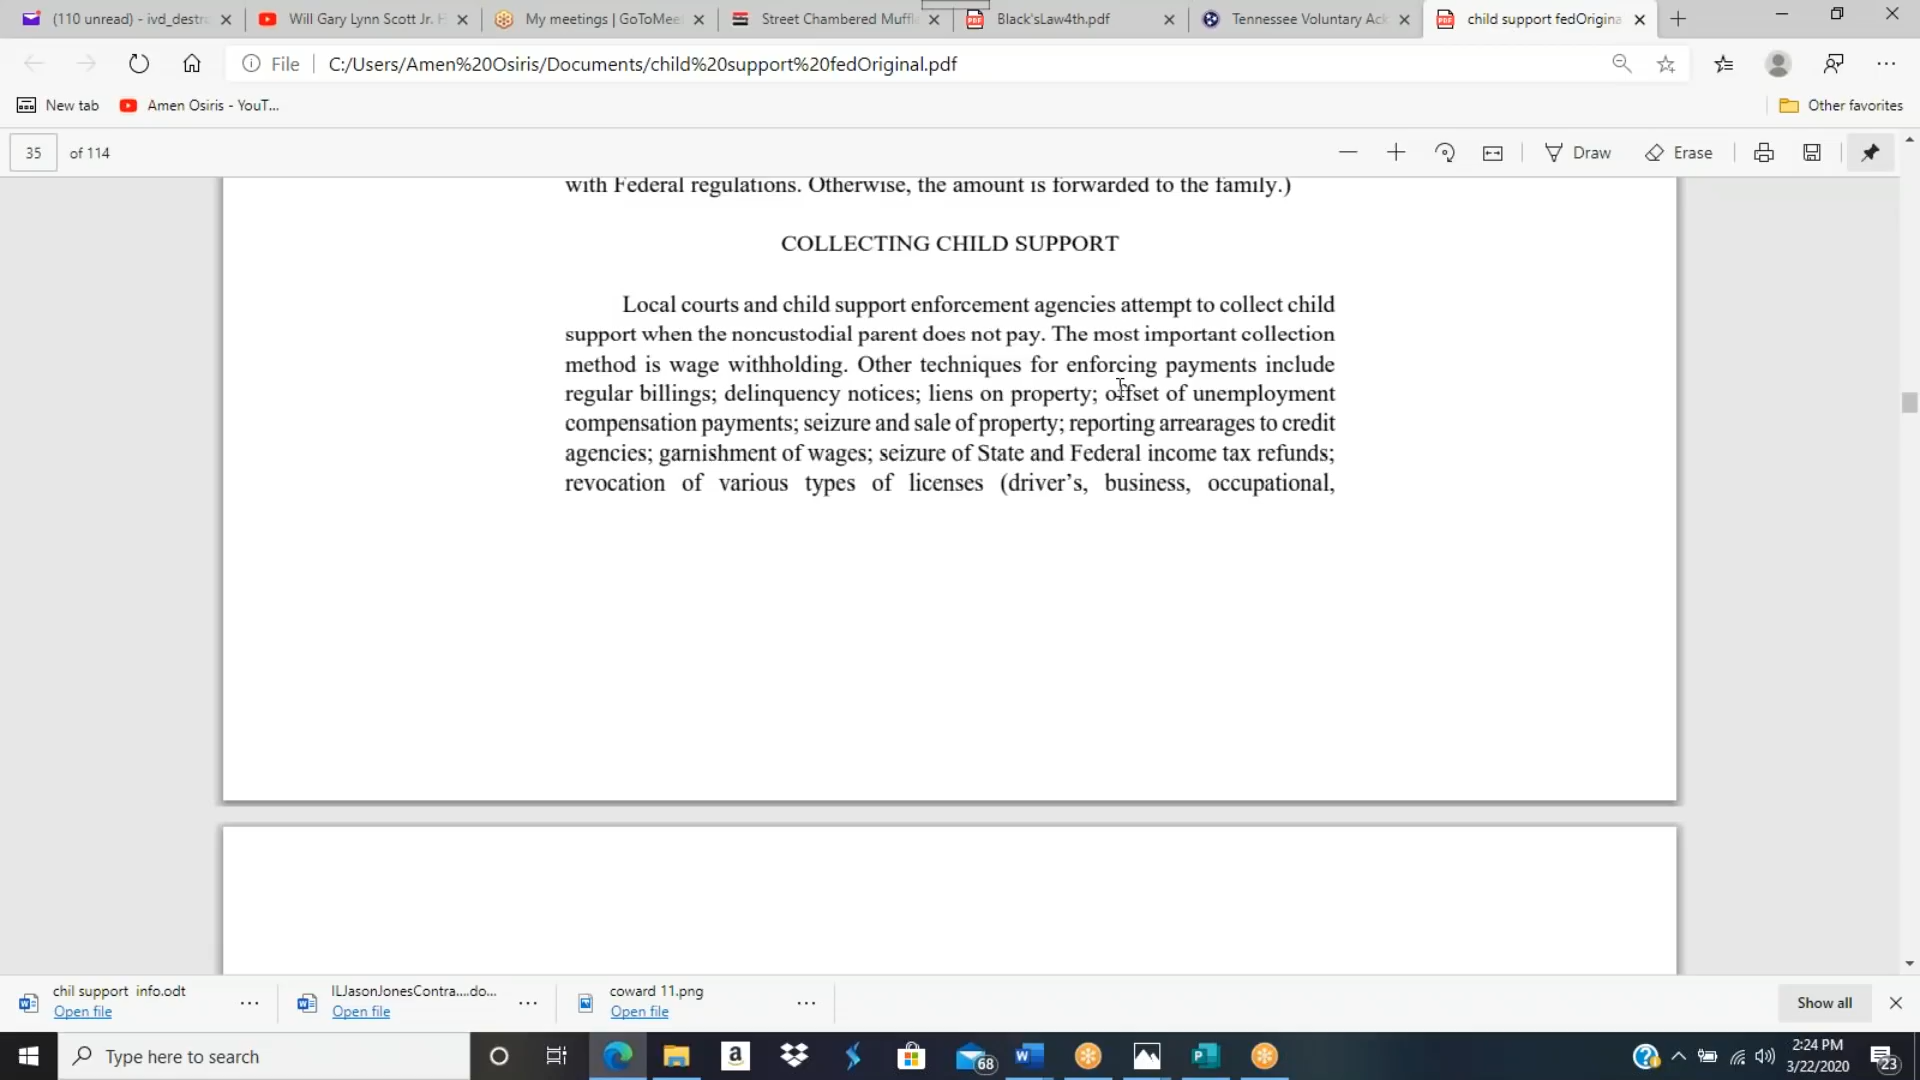 (110 unread) - ivd_destr
Will Gary Lynn Scott Jr. H
My meetings | GoToMee
Street Chambered Muffl
Black'sLaw4th.pdf
Tennessee Voluntary Ack
child support fedOrigina
File
C:/Users/Amen%20Osiris/Documents/child%20support%20fedOriginal.pdf
New tab
Amen Osiris - YouT...
Other favorites
35
of 114
Draw
Erase
with Federal regulations. Otherwise, the amount is forwarded to the family.)
COLLECTING CHILD SUPPORT
Local courts and child support enforcement agencies attempt to collect child
support when the noncustodial parent does not pay. The most important collection
method is wage withholding. Other techniques for enforcing payments include
regular billings; delinquency notices; liens on property; offset of unemployment
compensation payments; seizure and sale of property; reporting arrearages to credit
agencies; garnishment of wages; seizure of State and Federal income tax refunds;
revocation of various types of licenses (driver's, business, occupational,
chil support info.odt
Open file
ILJasonJonesContra....do...
Open file
coward 11.png
Open file
Show all
Type here to search
68
2:24 PM
3/22/2020
23